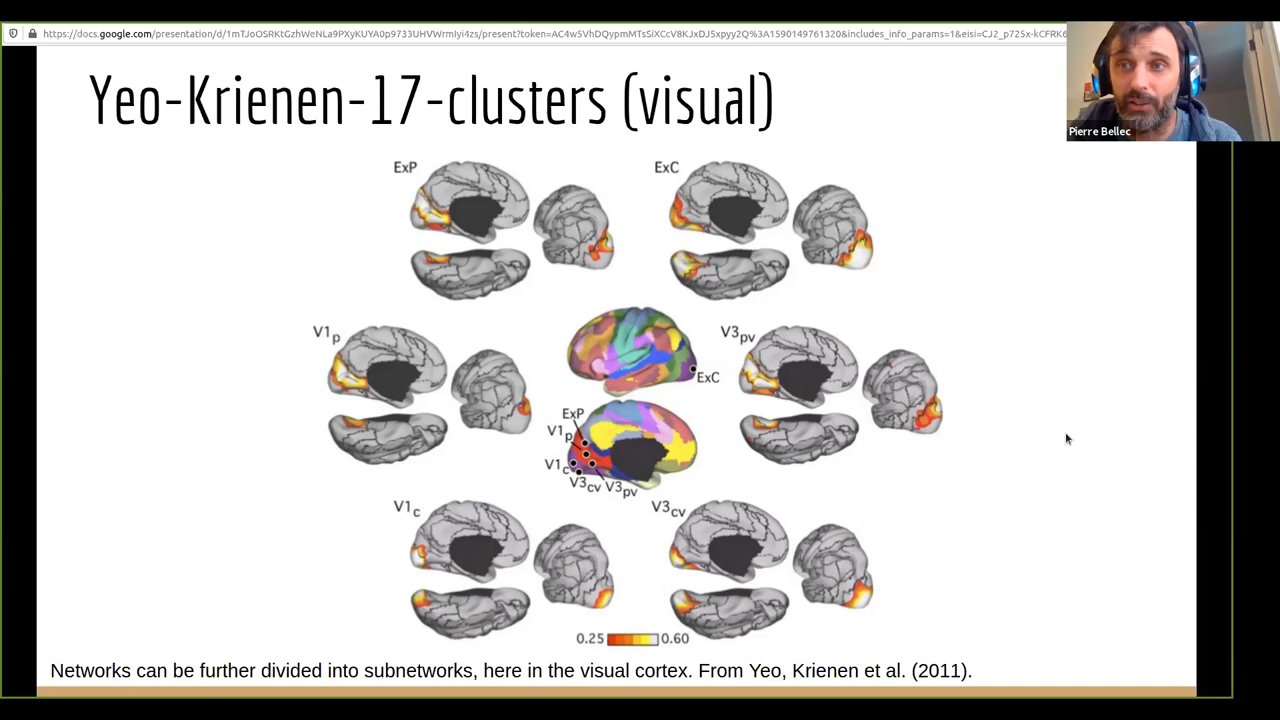 https://docs.google.com/presentation/d/1mTJoOSRKtGzhWeNLa9PXyKUYA0p9733UHVWrmIyi4zs/present?token=AC4w5VhDQypmMTsSiXCcV8KJxDJ5xpyy2Q%3A1590149761320&includes_info_params=1&eisi=CJ2_p725x-kCFRK6
Pierre Bellec
Yeo-Krienen-17-clusters (visual)
ExP
ExC
V1p
V3pv
ExC
ExP
V1p
V1c
V3cv
V3pv
V1c
V3cv
0.25
0.60
Networks can be further divided into subnetworks, here in the visual cortex. From Yeo, Krienen et al. (2011).